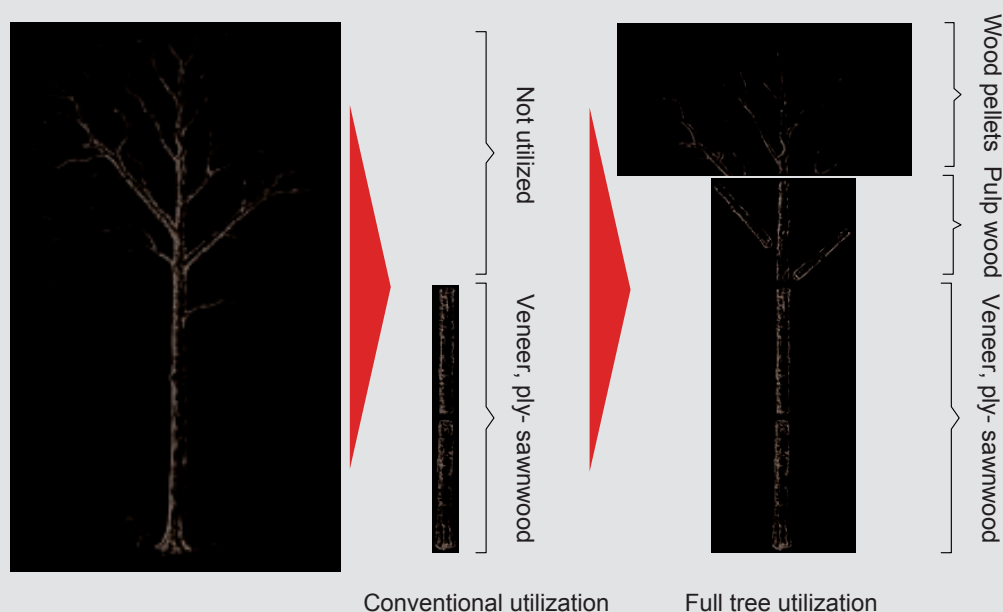 Not utilized
Veneer, ply- sawnwood
Wood pellets
Pulp wood
Veneer, ply- sawnwood
Conventional utilization
Full tree utilization